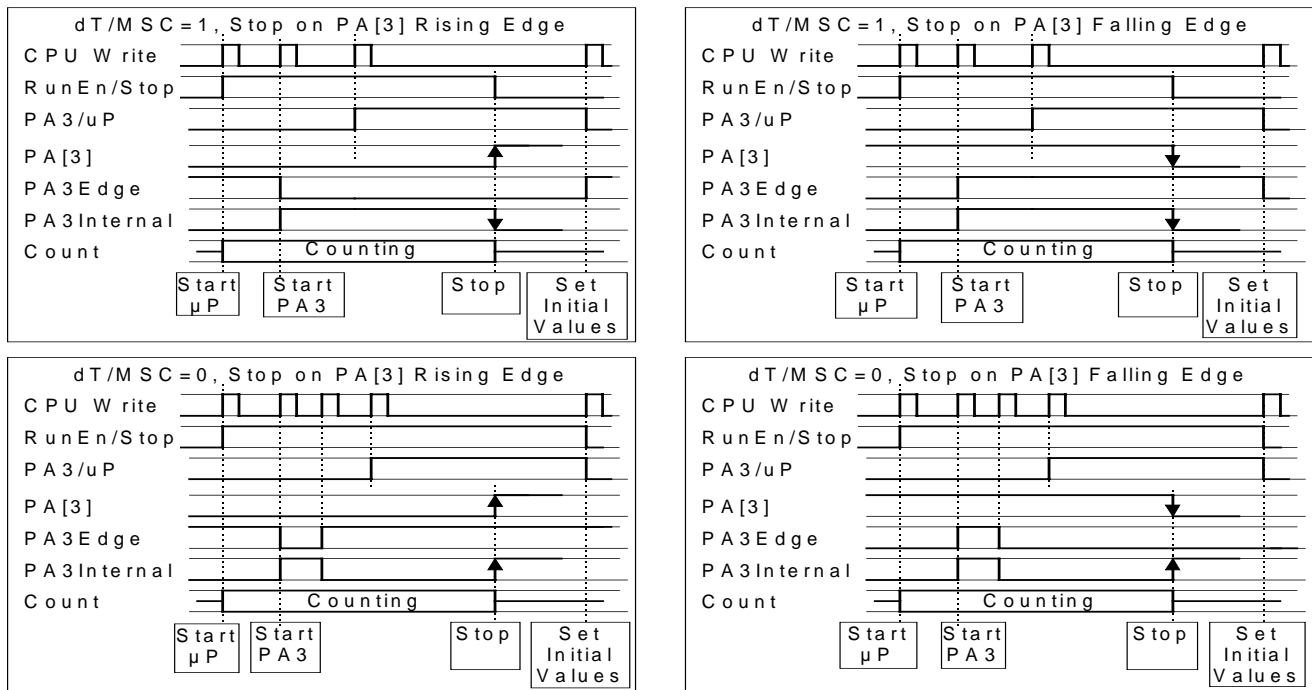 dT/MSC=1, Stop on PA[3] Rising Edge
CPU Write
RunEn/Stop
PA3/uP
PA[3]
PA3Edge
PA3Internal
Count
Counting
Start
µP
Start
PA3
Stop
Set
Initial
Values
dT/MSC=1, Stop on PA[3] Falling Edge
CPU Write
RunEn/Stop
PA3/uP
PA[3]
PA3Edge
PA3Internal
Count
Counting
Start
µP
Start
PA3
Stop
Set
Initial
Values
dT/MSC=0, Stop on PA[3] Rising Edge
CPU Write
RunEn/Stop
PA3/uP
PA[3]
PA3Edge
PA3Internal
Count
Counting
Start
µP
Start
PA3
Stop
Set
Initial
Values
dT/MSC=0, Stop on PA[3] Falling Edge
CPU Write
RunEn/Stop
PA3/uP
PA[3]
PA3Edge
PA3Internal
Count
Counting
Start
µP
Start
PA3
Stop
Set
Initial
Values